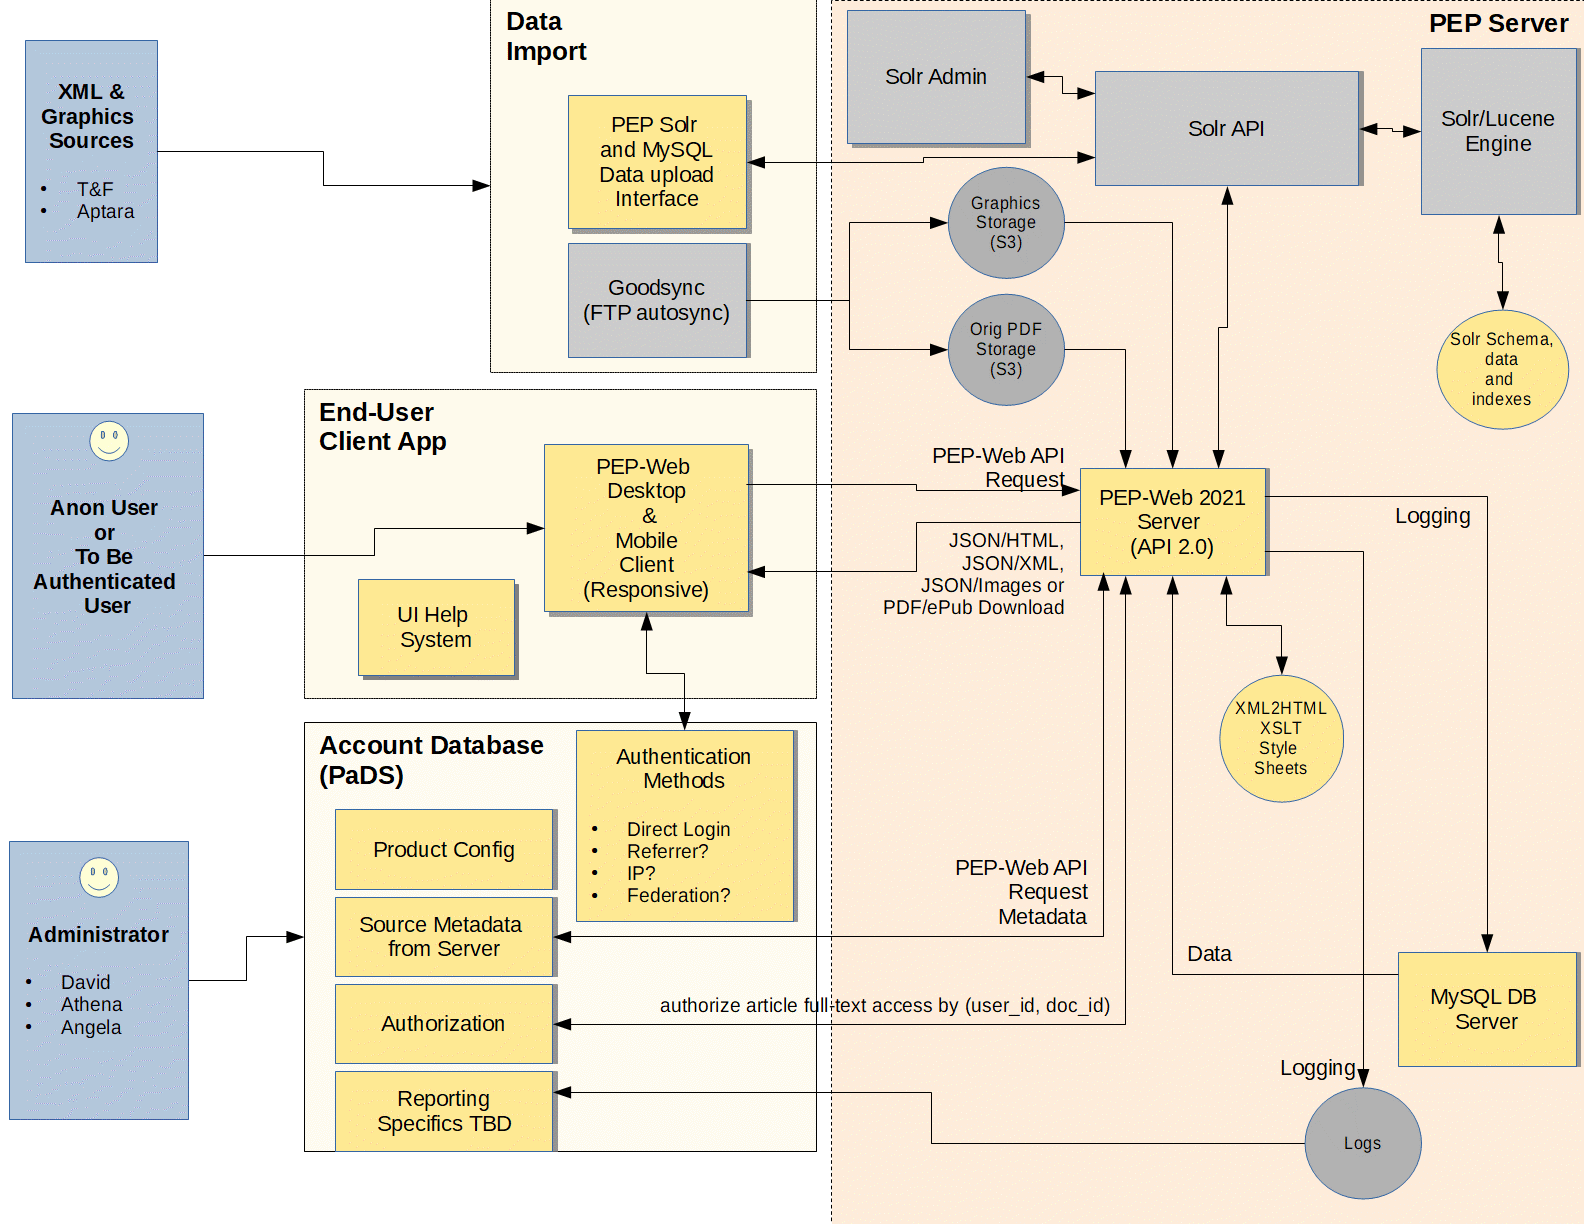 XML &
Graphics
Sources
• T&F
• Aptara
Data
Import
PEP Solr
and MySQL
Data upload
Interface
Goodsync
(FTP autosync)
PEP Server
Solr Admin
Solr API
Solr/Lucene
Engine
Graphics
Storage
(S3)
Orig PDF
Storage
(S3)
Solr Schema,
data
and
indexes
Anon User
or
To Be
Authenticated
User
End-User
Client App
PEP-Web
Desktop
&
Mobile
Client
(Responsive)
UI Help
System
PEP-Web API
Request
JSON/HTML,
JSON/XML,
JSON/Images or
PDF/ePub Download
PEP-Web 2021
Server
(API 2.0)
Logging
XML2HTML
XSLT
Style
Sheets
Administrator
• David
• Athena
• Angela
Account Database
(PaDS)
Authentication
Methods
• Direct Login
• Referrer?
• IP?
• Federation?
Product Config
Source Metadata
from Server
Authorization
Reporting
Specifics TBD
PEP-Web API
Request
Metadata
Data
authorize article full-text access by (user_id, doc_id)
MySQL DB
Server
Logging
Logs